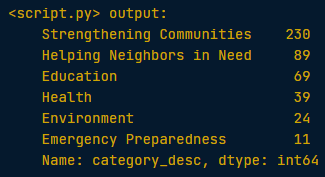 <script.py> output:
Strengthening Communities    230
Helping Neighbors in Need     89
Education                     69
Health                        39
Environment                   24
Emergency Preparedness        11
Name: category_desc, dtype: int64